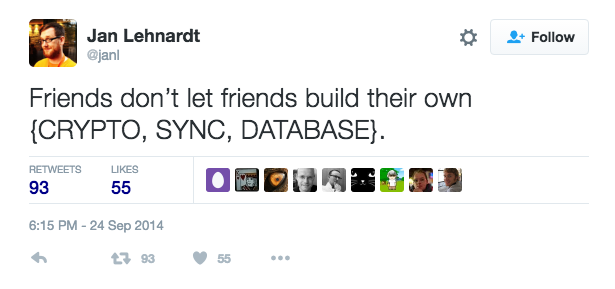 Jan Lehnardt
@janl
Follow
Friends don’t let friends build their own
{CRYPTO, SYNC, DATABASE}.
RETWEETS LIKES
93 55
6:15 PM - 24 Sep 2014
93 55